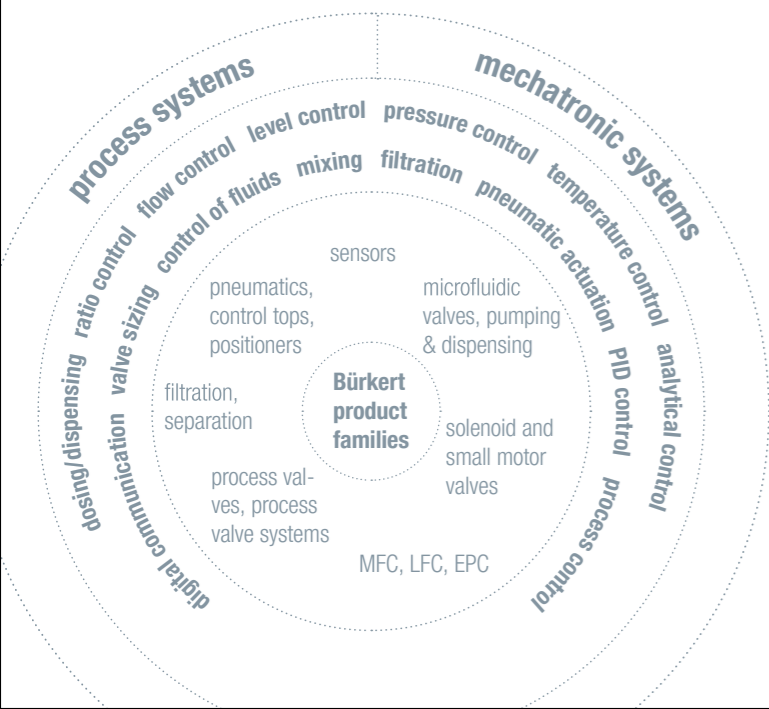 process systems
mechatronic systems
dosing/dispensing ratio control flow control level control pressure control temperature control analytical control
digital communication valve sizing control of fluids mixing filtration pneumatic actuation PID control process control
sensors
pneumatics,
control tops,
positioners
microfluidic
valves, pumping
& dispensing
filtration,
separation
Bürkert
product
families
solenoid and
small motor
valves
process val-
ves, process
valve systems
MFC, LFC, EPC